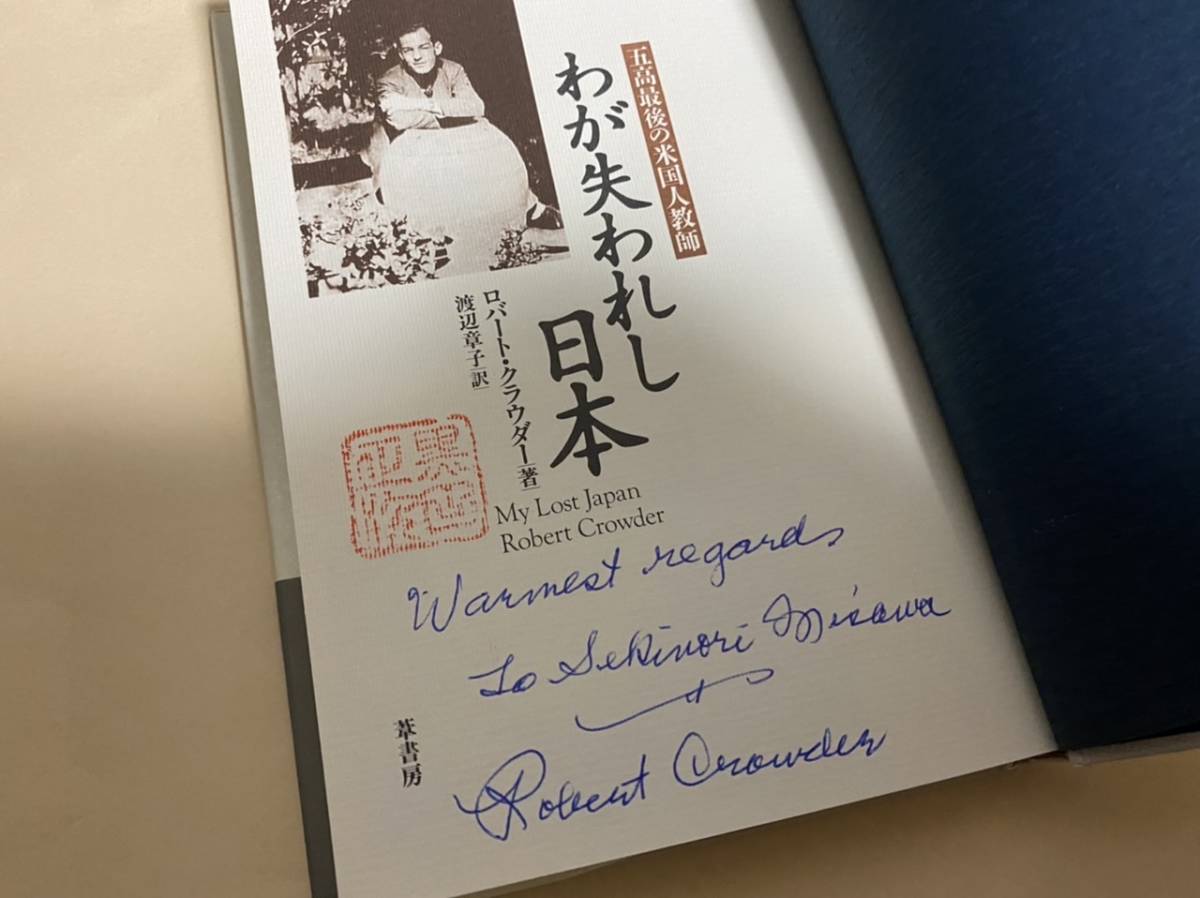 五高最後の米国人教師
わが失われし
日本
ロバート・クラウダー[著]
渡辺章子[訳]
My Lost Japan
Robert Crowder
Warmest regards
To Sekinori Misawa
Robert Crowder
葦書房